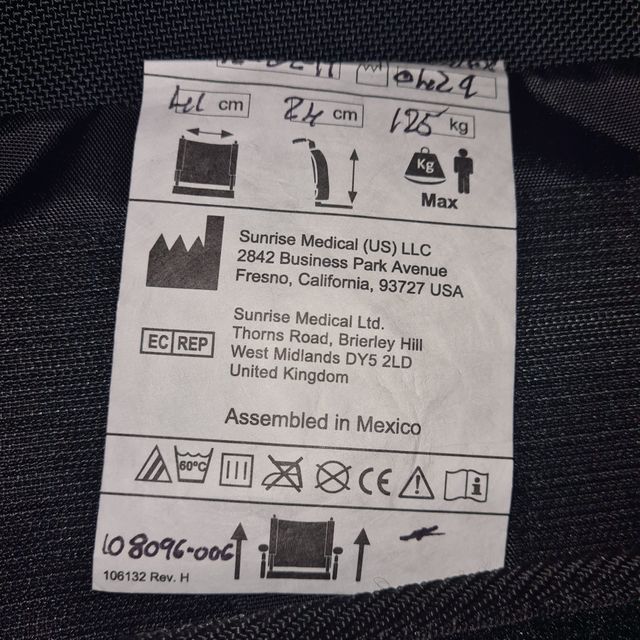 41 cm
24 cm
125 kg
Kg
Max
Sunrise Medical (US) LLC
2842 Business Park Avenue
Fresno, California, 93727 USA
EC REP
Sunrise Medical Ltd.
Thorns Road, Brierley Hill
West Midlands DY5 2LD
United Kingdom
Assembled in Mexico
60°C
CE
i
108096-006
106132 Rev. H